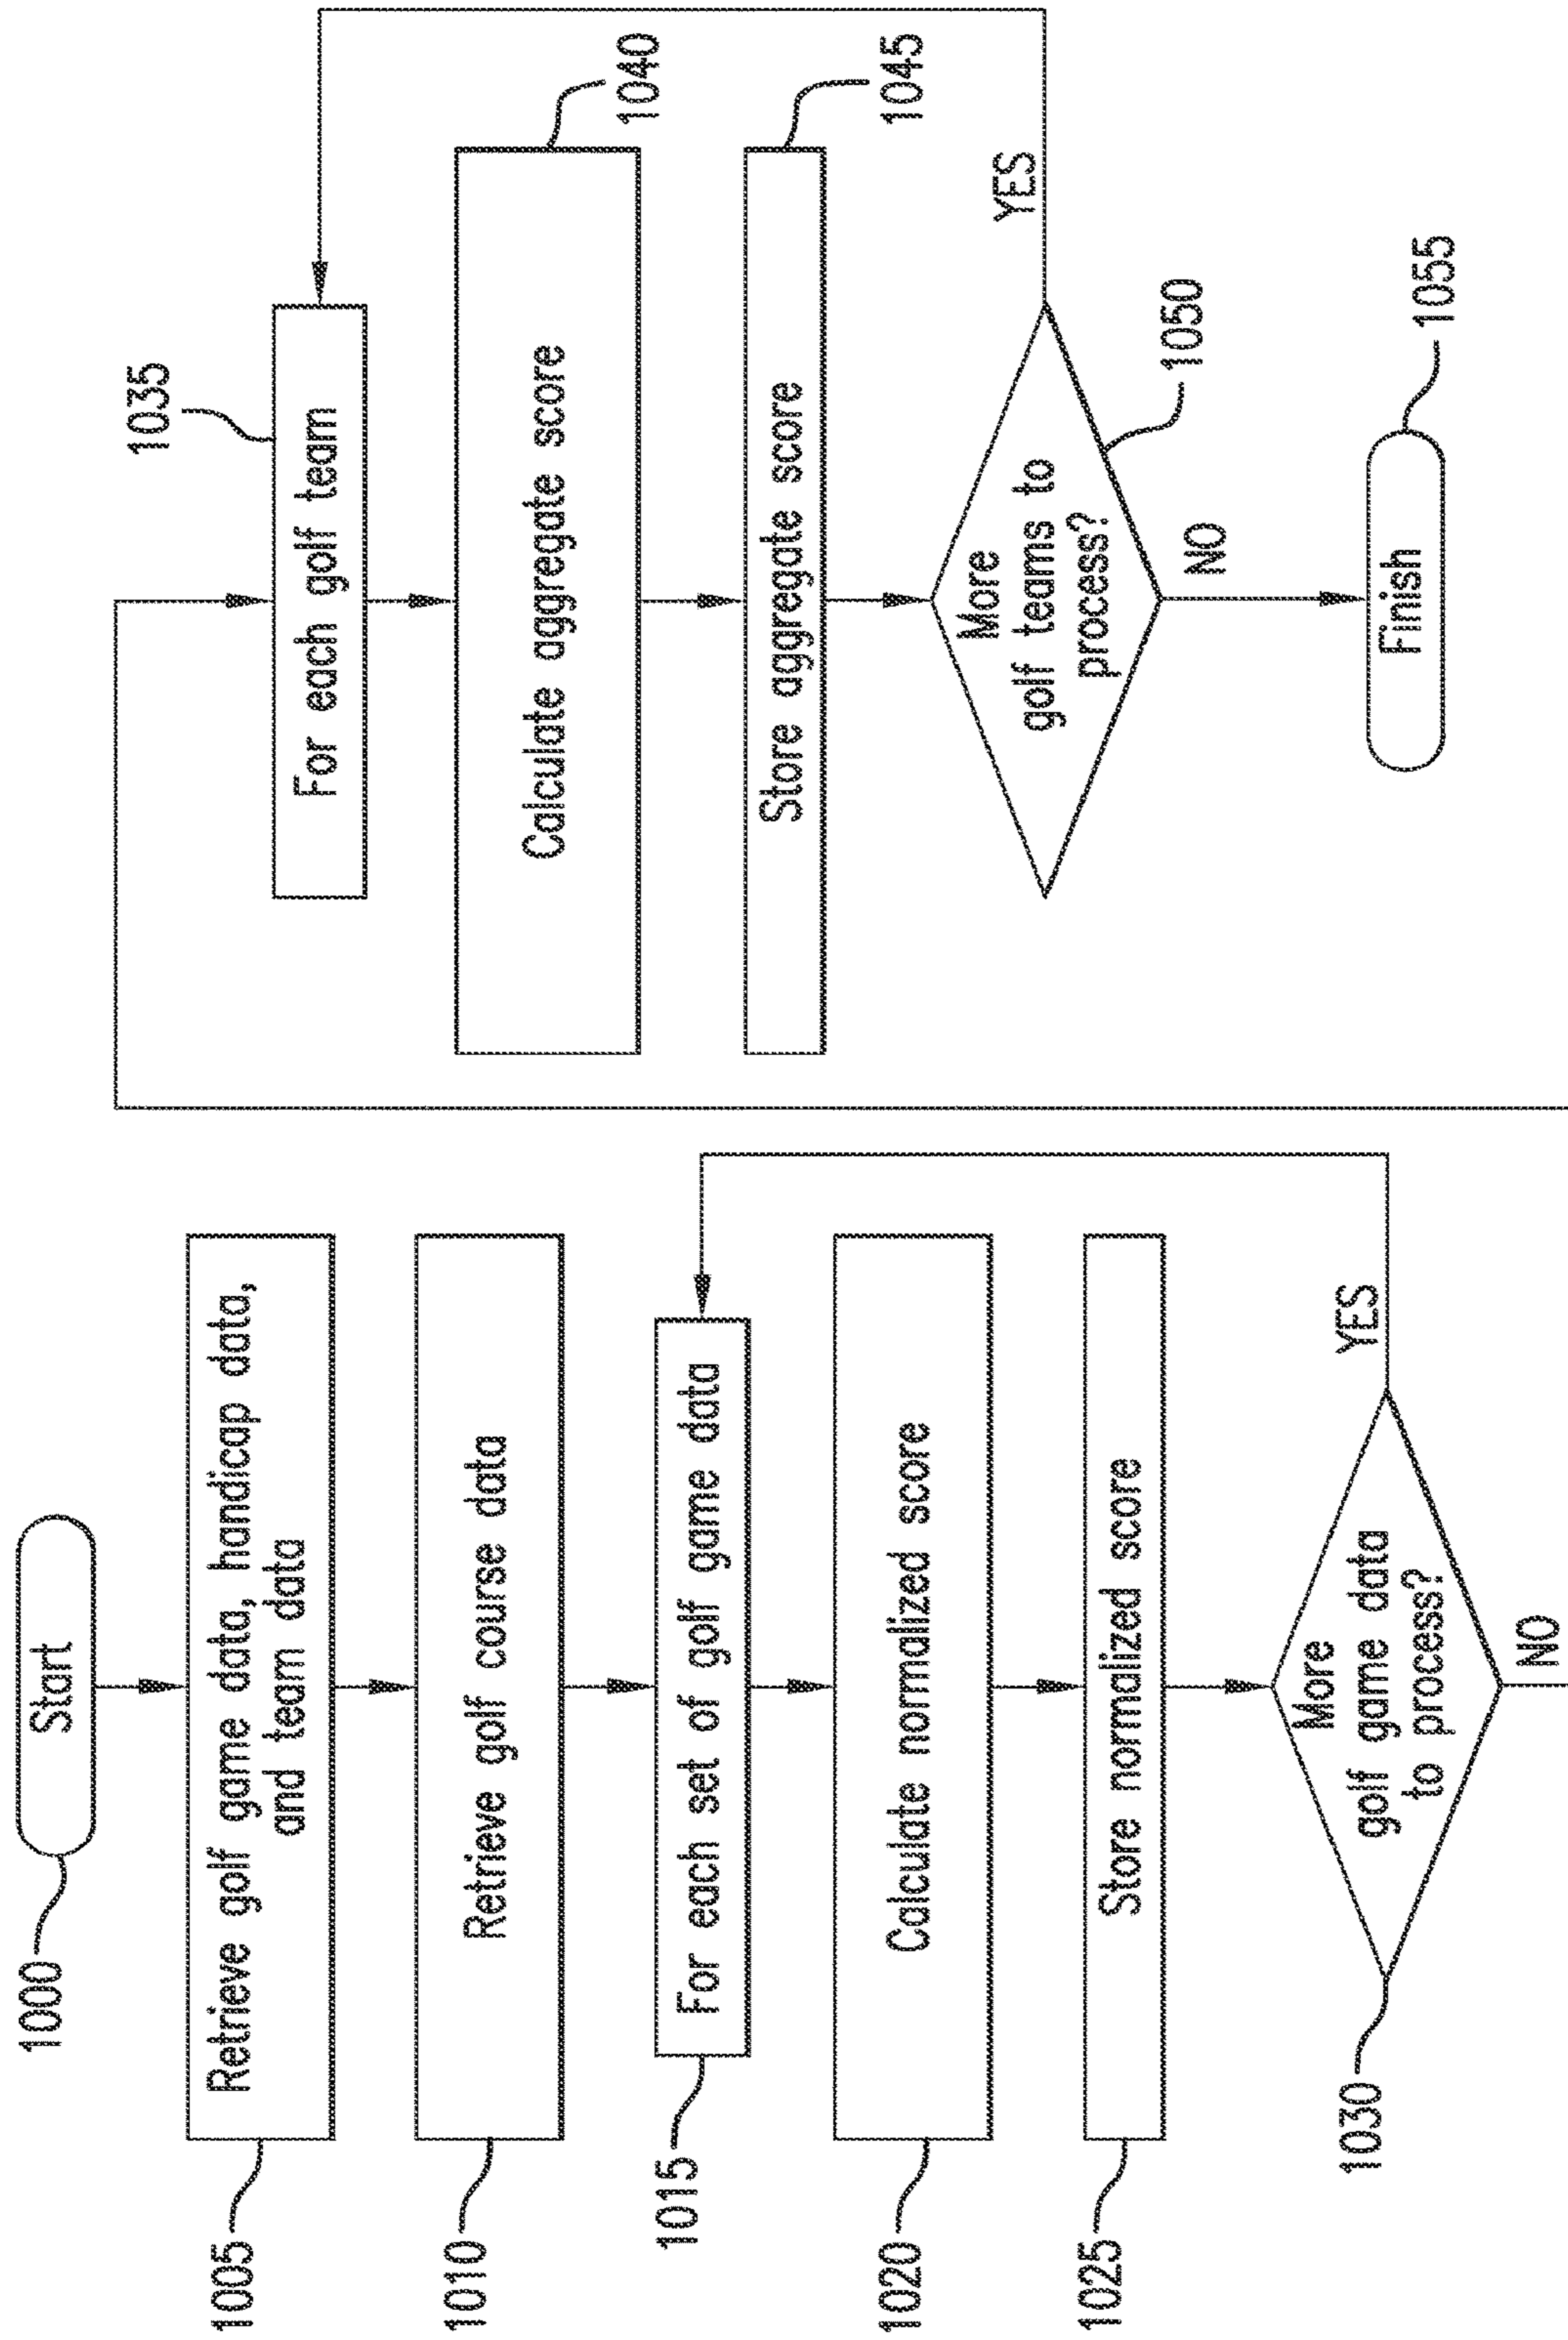 1000
Start
1005
Retrieve golf game data, handicap data,
and team data
1010
Retrieve golf course data
1015
For each set of golf game data
1020
Calculate normalized score
1025
Store normalized score
1030
More
golf game data
to process?
YES
NO
1035
For each golf team
1040
Calculate aggregate score
1045
Store aggregate score
More
golf teams to
process?
YES
1050
NO
Finish
1055